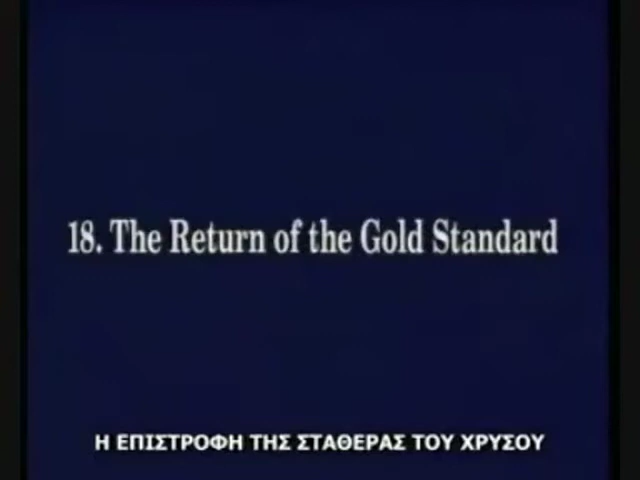 18. The Return of the Gold Standard
Η ΕΠΙΣΤΡΟΦΗ ΤΗΣ ΣΤΑΘΕΡΑΣ ΤΟΥ ΧΡΥΣΟΥ